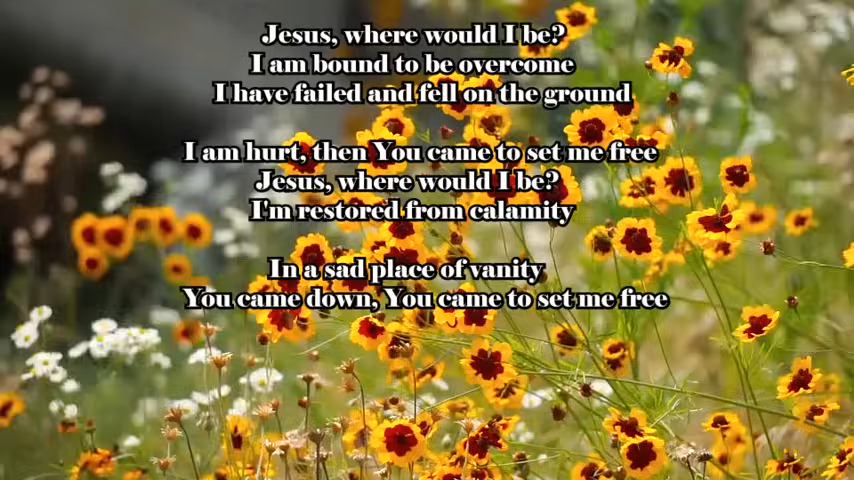 Jesus, where would I be?
I am bound to be overcome
I have failed and fell on the ground
I am hurt, then You came to set me free
Jesus, where would I be?
I'm restored from calamity
In a sad place of vanity
You came down, You came to set me free